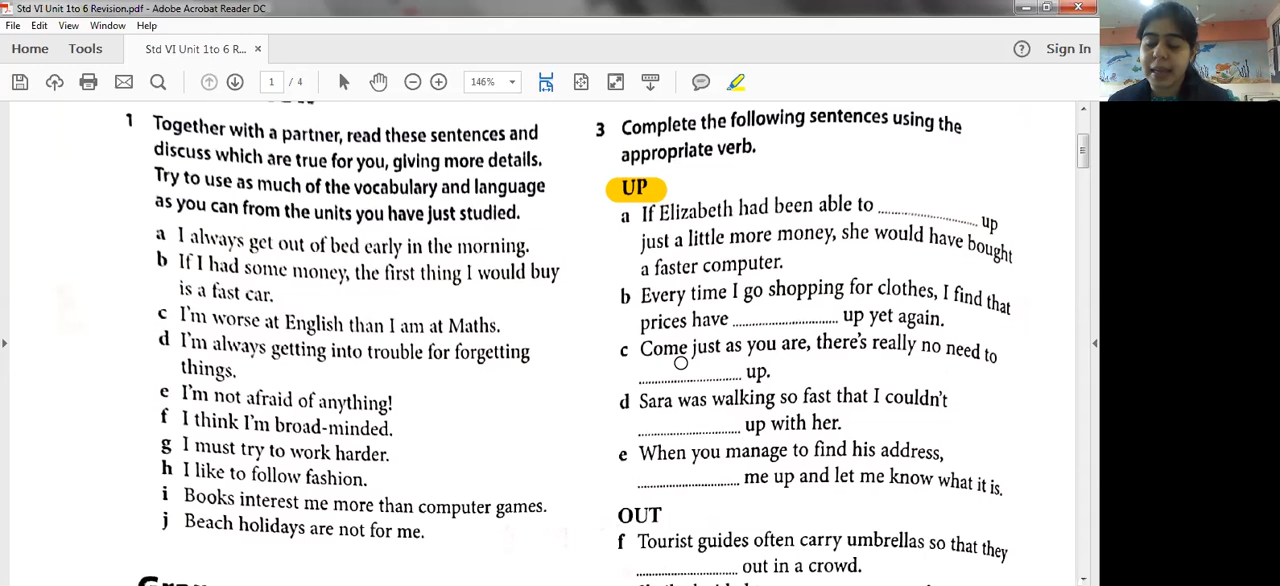 Std VI Unit 1to 6 Revision.pdf - Adobe Acrobat Reader DC
File Edit View Window Help
Home Tools Std VI Unit 1to 6 R... × Sign In
1 / 4 146%
1 Together with a partner, read these sentences and
discuss which are true for you, giving more details.
Try to use as much of the vocabulary and language
as you can from the units you have just studied.
a I always get out of bed early in the morning.
b If I had some money, the first thing I would buy
is a fast car.
c I'm worse at English than I am at Maths.
d I'm always getting into trouble for forgetting
things.
e I'm not afraid of anything!
f I think I'm broad-minded.
g I must try to work harder.
h I like to follow fashion.
i Books interest me more than computer games.
j Beach holidays are not for me.
3 Complete the following sentences using the
appropriate verb.
UP
a If Elizabeth had been able to .................... up
just a little more money, she would have bought
a faster computer.
b Every time I go shopping for clothes, I find that
prices have .................... up yet again.
c Come just as you are, there's really no need to
.................... up.
d Sara was walking so fast that I couldn't
.................... up with her.
e When you manage to find his address,
.................... me up and let me know what it is.
OUT
f Tourist guides often carry umbrellas so that they
.................... out in a crowd.